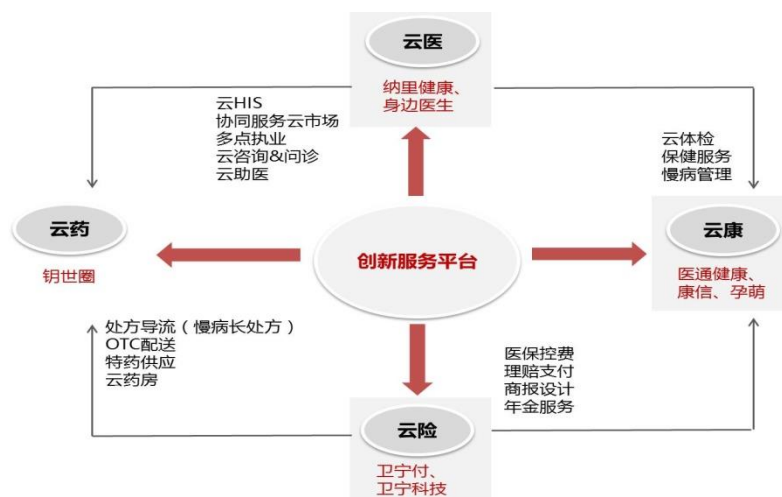 云医
纳里健康、
身边医生
云HIS
协同服务云市场
多点执业
云咨询&问诊
云助医
云体检
保健服务
慢病管理
云药
钥世圈
创新服务平台
云康
医通健康、
康信、孕萌
处方导流（慢病长处方）
OTC配送
特药供应
云药房
医保控费
理赔支付
商报设计
年金服务
云险
卫宁付、
卫宁科技